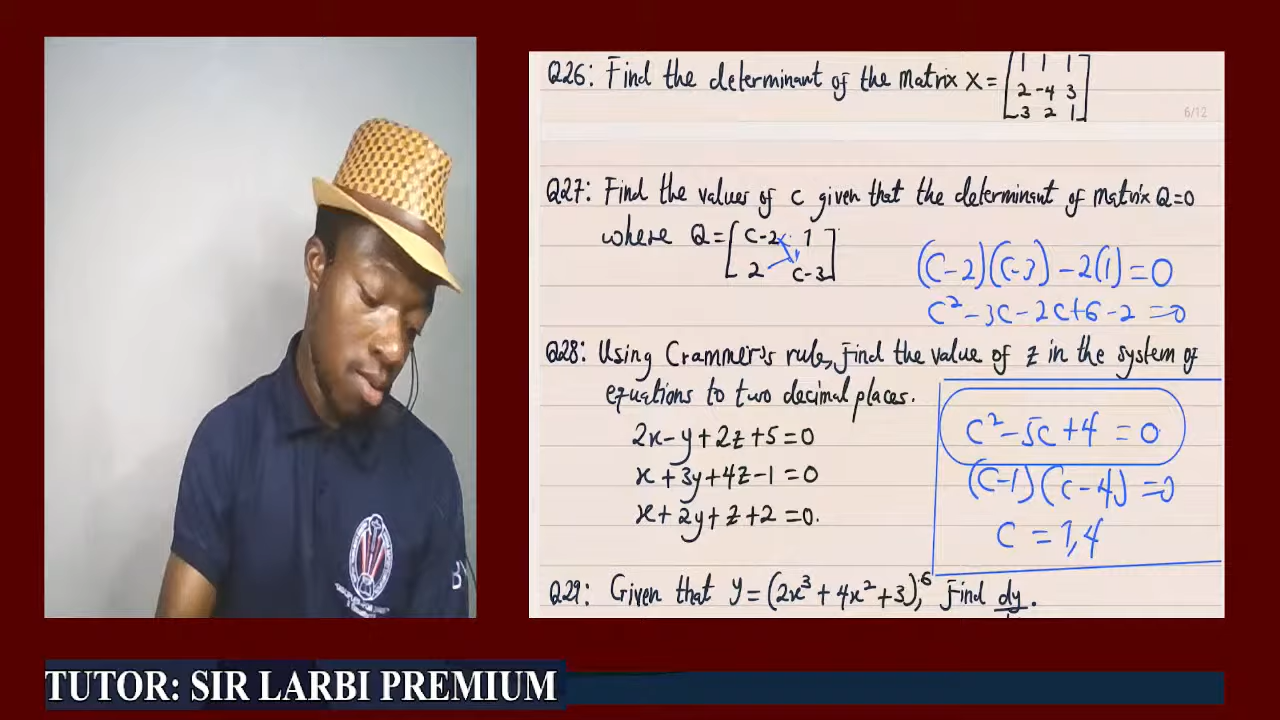 Q26: Find the determinant of the matrix X = [1 1 1
2 -4 3
3 2 1]
6/12
Q27: Find the values of c given that the determinant of matrix Q=0
where Q = [c-2 1
2 c-3]
(c-2)(c-3) - 2(1) = 0
c² - 3c - 2c + 6 - 2 = 0
Q28: Using Crammer's rule, find the value of z in the system of
equations to two decimal places.
2x - y + 2z + 5 = 0
x + 3y + 4z - 1 = 0
x + 2y + z + 2 = 0.
c² - 5c + 4 = 0
(c-1)(c-4) = 0
c = 1, 4
Q29: Given that y = (2x³ + 4x² + 3)⁶, find dy.
BY
TUTOR: SIR LARBI PREMIUM